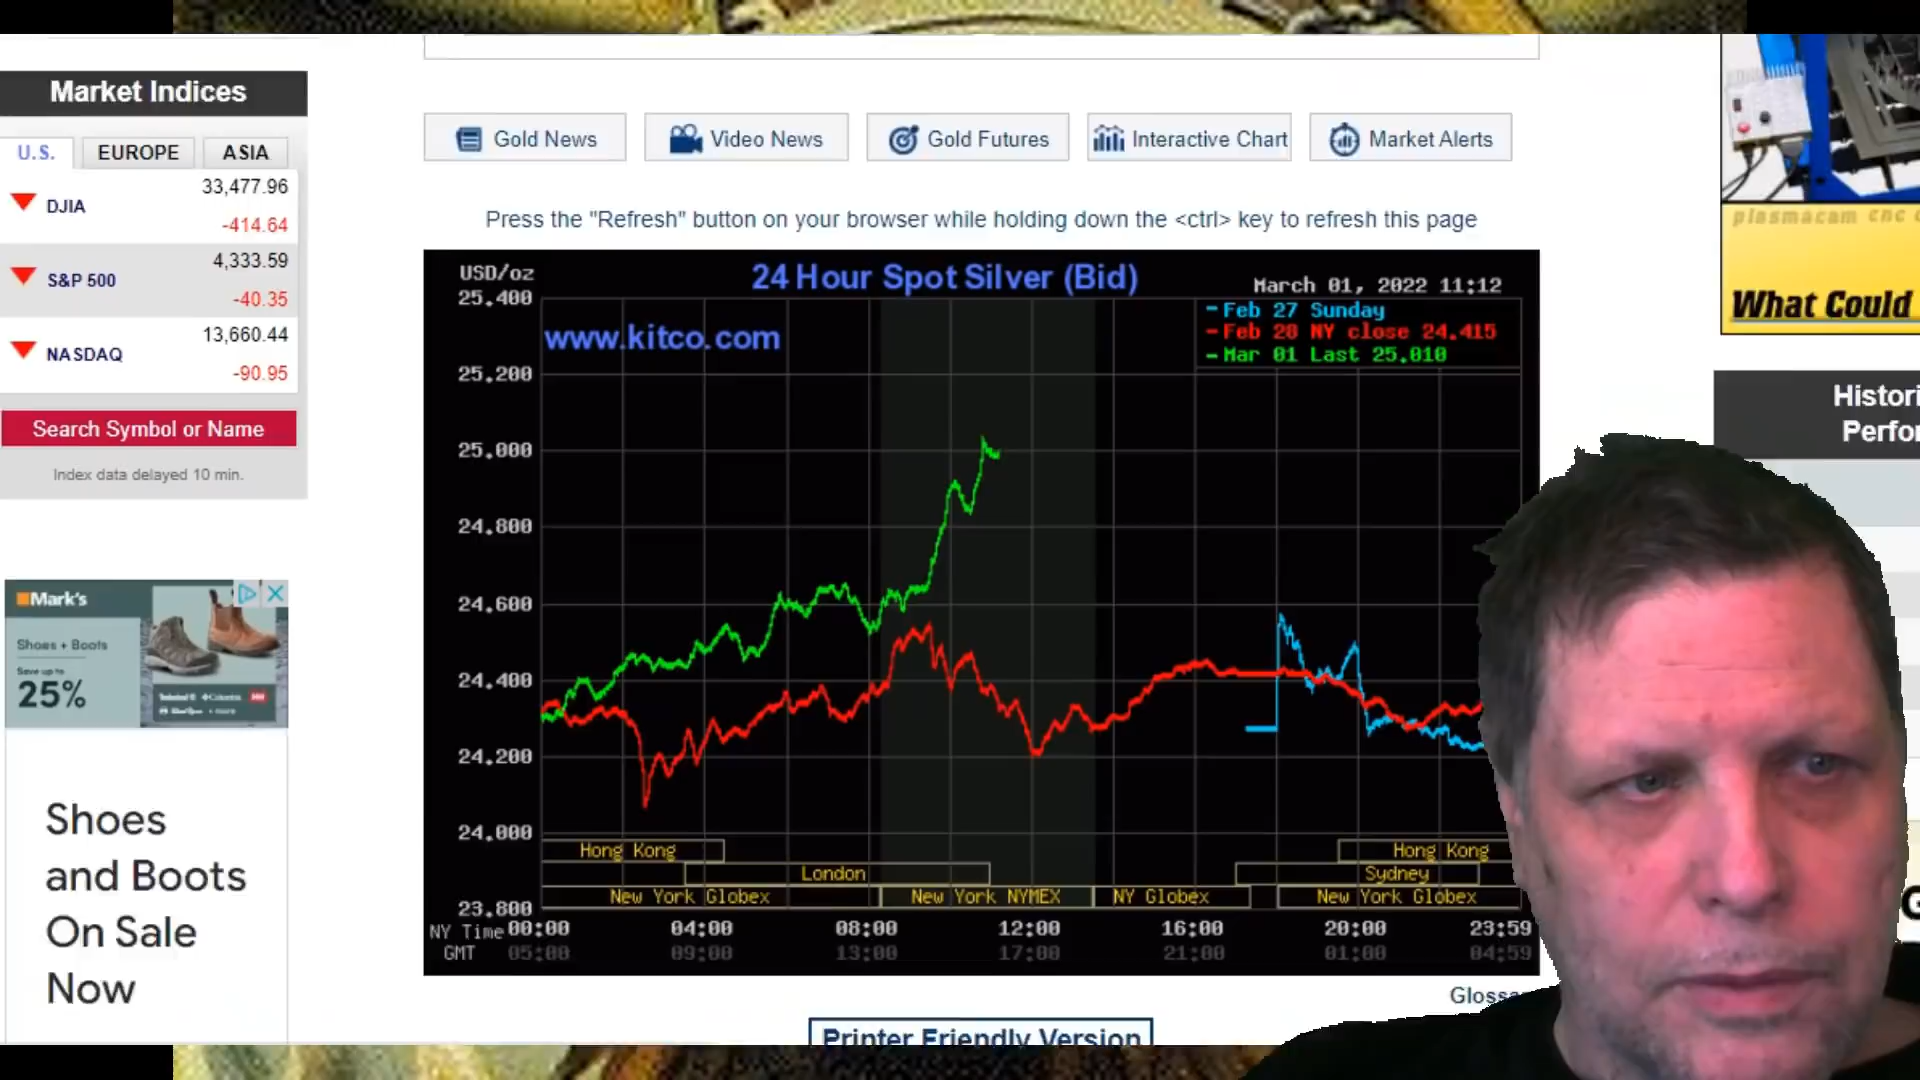 Market Indices
U.S.
EUROPE
ASIA
DJIA
33,477.96
-414.64
S&P 500
4,333.59
-40.35
NASDAQ
13,660.44
-90.95
Search Symbol or Name
Index data delayed 10 min.
Mark's
Shoes + Boots
Save up to
25%
Shoes
and Boots
On Sale
Now
Gold News
Video News
Gold Futures
Interactive Chart
Market Alerts
Press the "Refresh" button on your browser while holding down the <ctrl> key to refresh this page
USD/oz
24 Hour Spot Silver (Bid)
March 01, 2022 11:12
www.kitco.com
Feb 27 Sunday
Feb 28 NY close 24.415
Mar 01 Last 25.010
25.400
25.200
25.000
24.800
24.600
24.400
24.200
24.000
23.800
Hong Kong
Hong Kong
London
Sydney
New York Globex
New York NYMEX
NY Globex
New York Globex
NY Time 00:00 04:00 08:00 12:00 16:00 20:00 23:59
GMT 05:00 09:00 13:00 17:00 21:00 01:00 04:59
Printer Friendly Version
plasmacam cnc
What Could